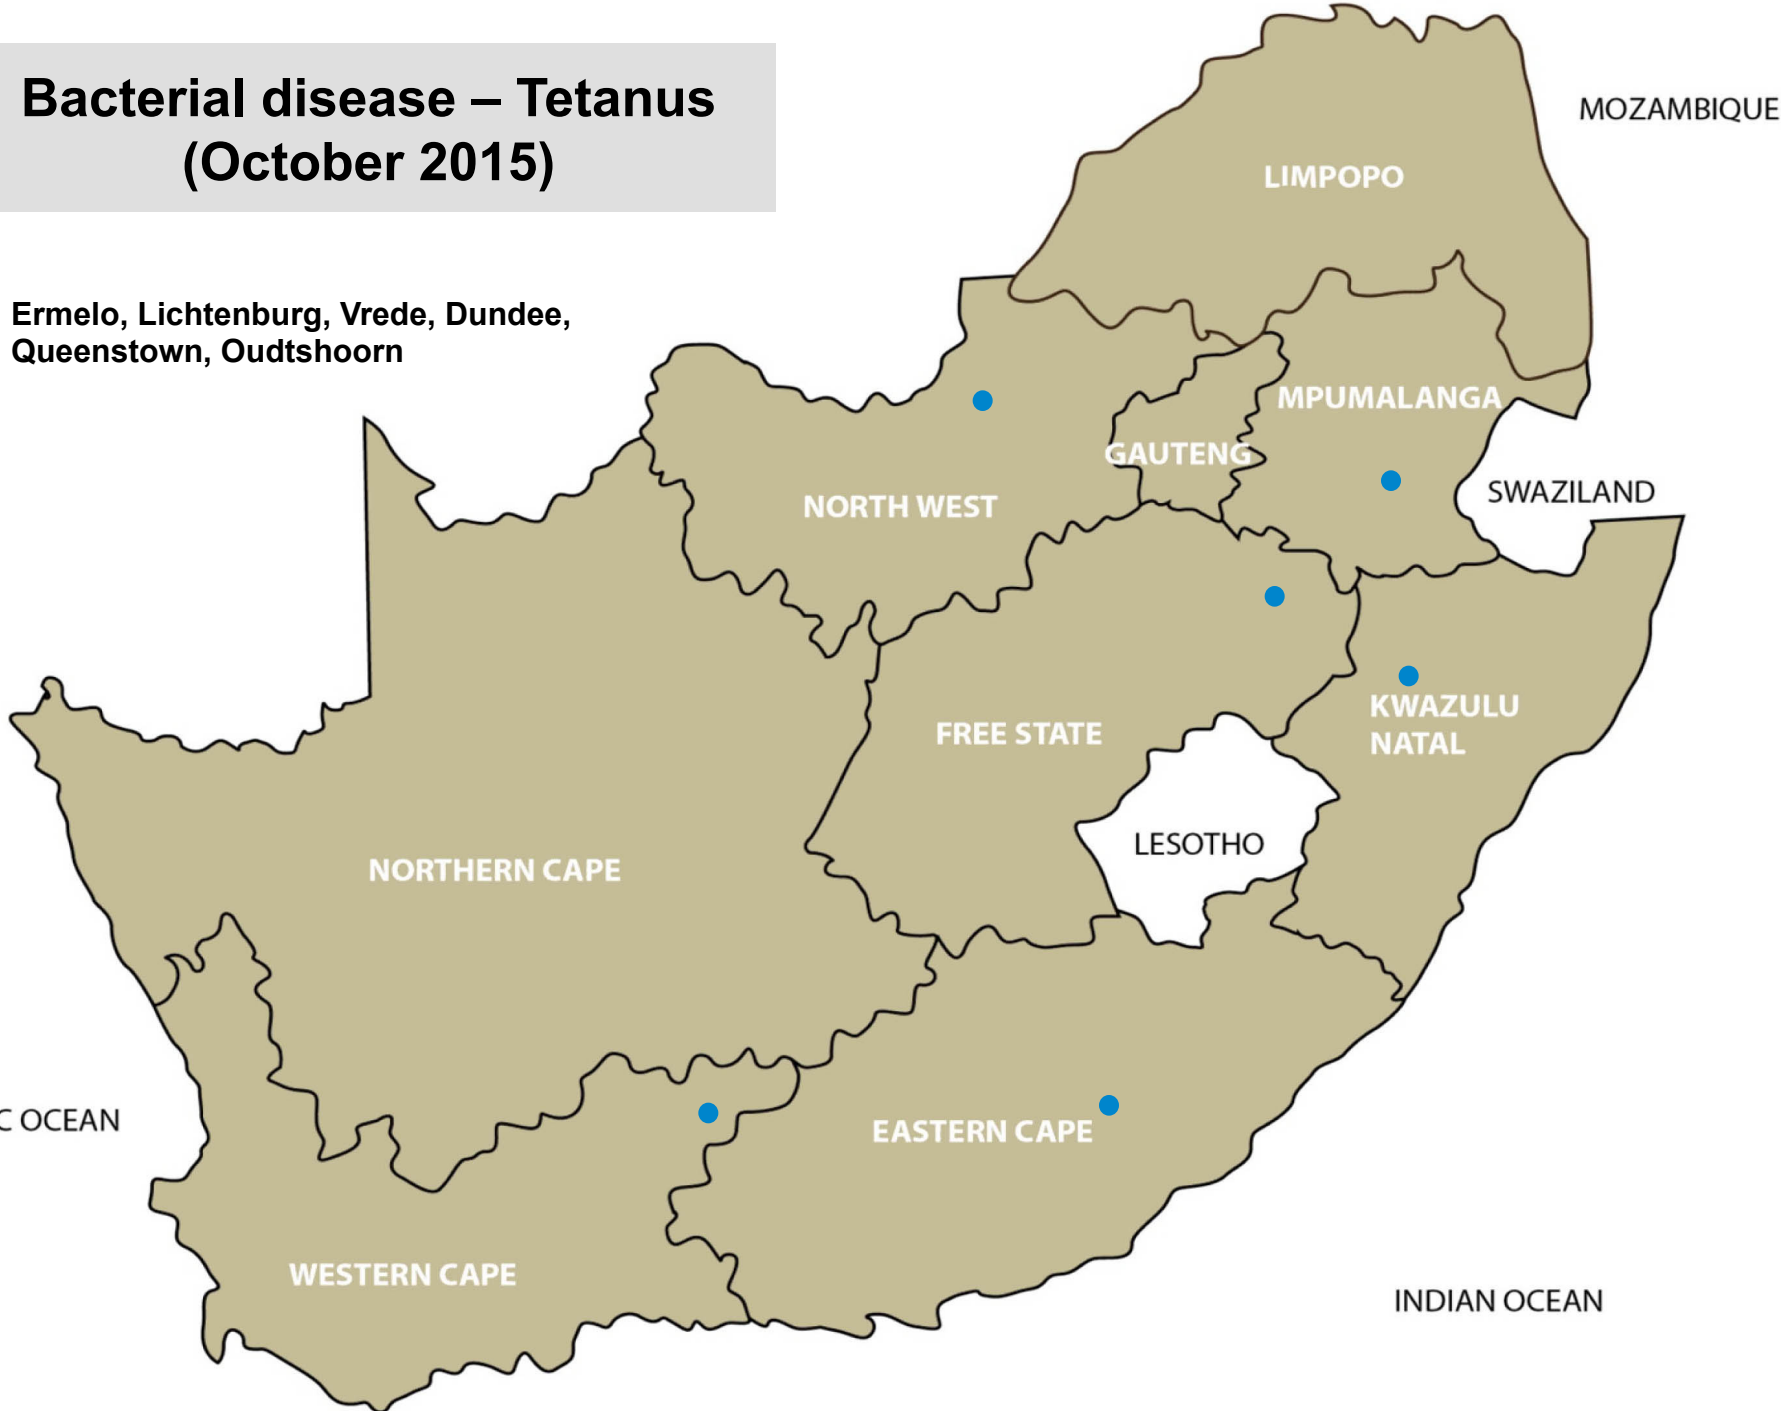 Bacterial disease – Tetanus
(October 2015)
MOZAMBIQUE
LIMPOPO
Ermelo, Lichtenburg, Vrede, Dundee,
Queenstown, Oudtshoorn
MPUMALANGA
GAUTENG
SWAZILAND
NORTH WEST
KWAZULU
NATAL
FREE STATE
LESOTHO
NORTHERN CAPE
C OCEAN
EASTERN CAPE
WESTERN CAPE
INDIAN OCEAN